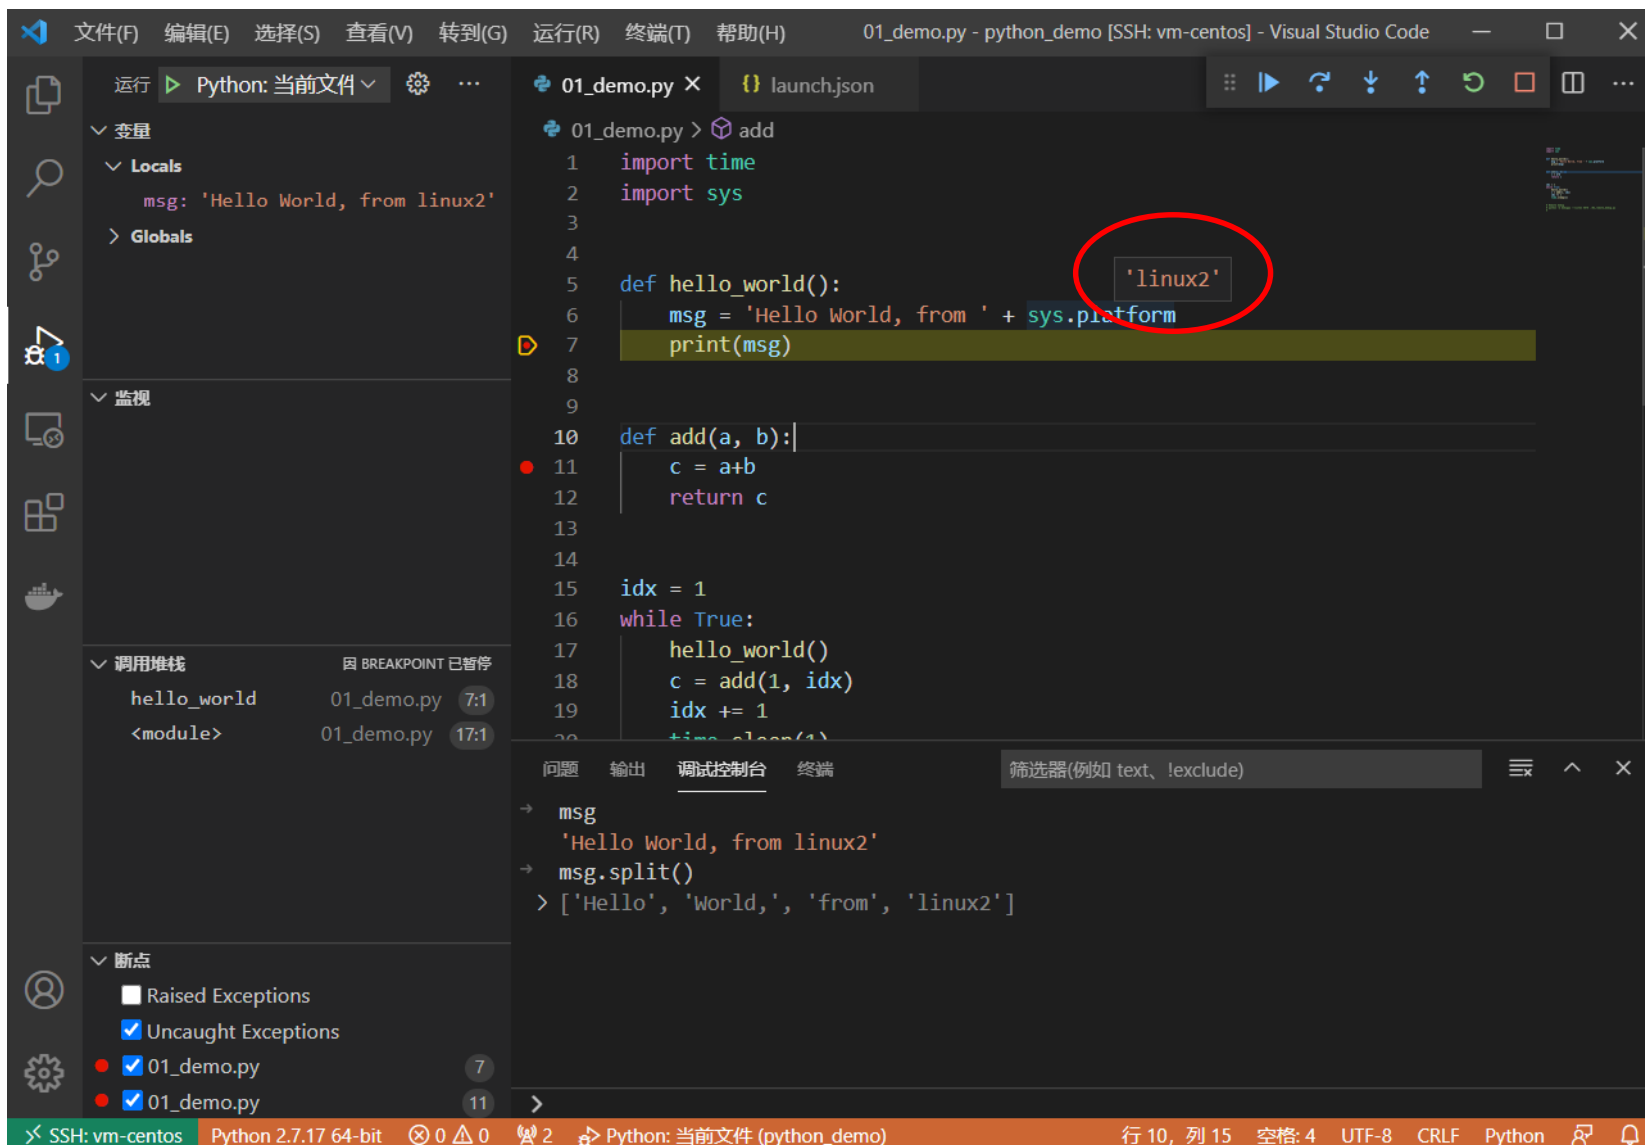 文件(F) 编辑(E) 选择(S) 查看(V) 转到(G) 运行(R) 终端(T) 帮助(H) 01_demo.py - python_demo [SSH: vm-centos] - Visual Studio Code
运行 Python: 当前文件
01_demo.py {} launch.json
01_demo.py > add
变量
Locals
msg: 'Hello World, from linux2'
Globals
监视
调用堆栈 因 BREAKPOINT 已暂停
hello_world 01_demo.py 7:1
<module> 01_demo.py 17:1
断点
Raised Exceptions
Uncaught Exceptions
01_demo.py 7
01_demo.py 11
1 import time
2 import sys
3
4
'linux2'
5 def hello_world():
6 msg = 'Hello World, from ' + sys.platform
7 print(msg)
8
9
10 def add(a, b):
11 c = a+b
12 return c
13
14
15 idx = 1
16 while True:
17 hello_world()
18 c = add(1, idx)
19 idx += 1
20 time.sleep(1)
问题 输出 调试控制台 终端 筛选器(例如 text、!exclude)
msg
'Hello World, from linux2'
msg.split()
> ['Hello', 'World,', 'from', 'linux2']
>
1
SSH: vm-centos Python 2.7.17 64-bit 0 0 2 Python: 当前文件 (python_demo) 行 10，列 15 空格: 4 UTF-8 CRLF Python